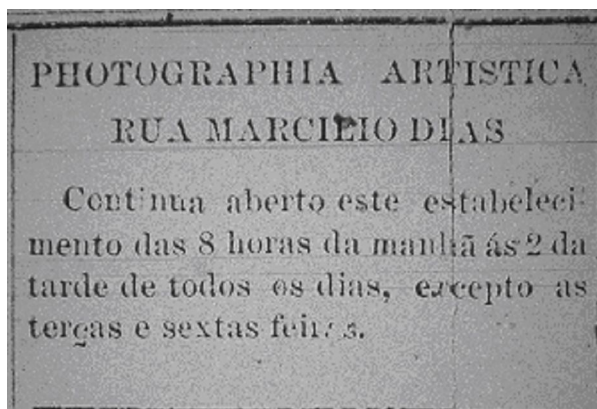 PHOTOGRAPHIA ARTISTICA
RUA MARCILIO DIAS
Continua aberto este estabeleci-
mento das 8 horas da manhã ás 2 da
tarde de todos os dias, excepto as
terças e sextas feiras.